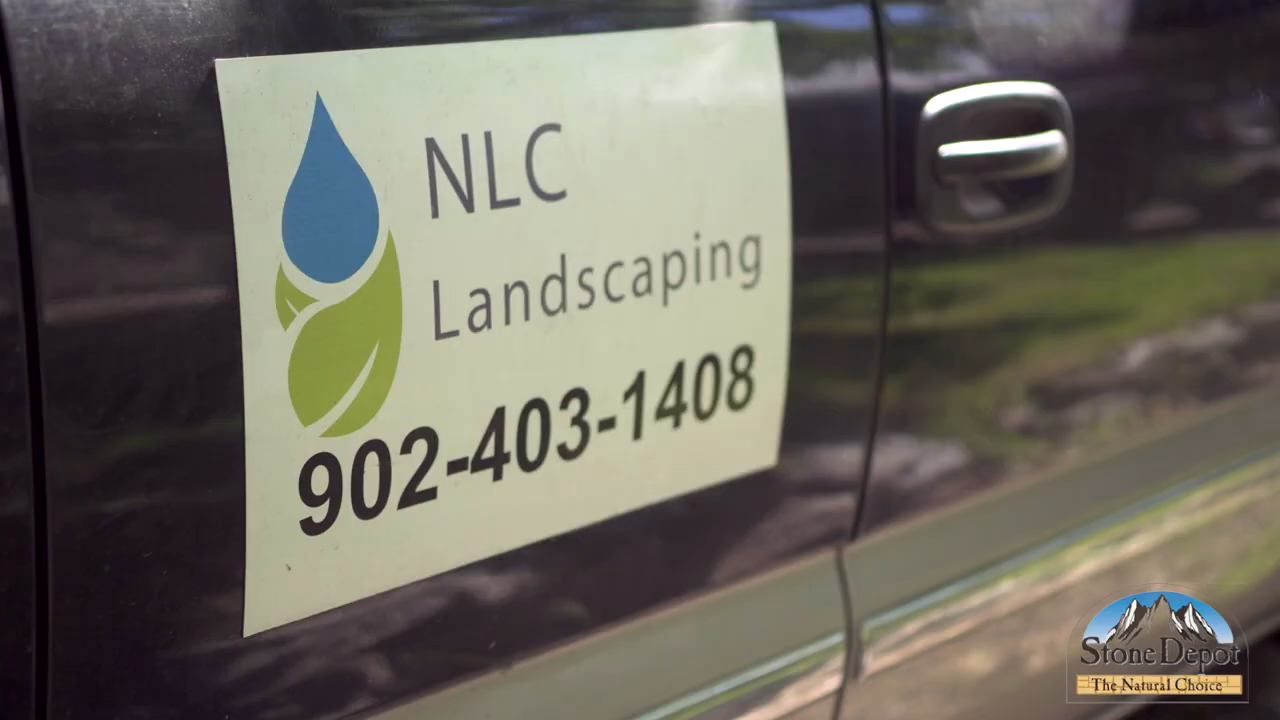 NLC
Landscaping
902-403-1408
Stone Depot
The Natural Choice